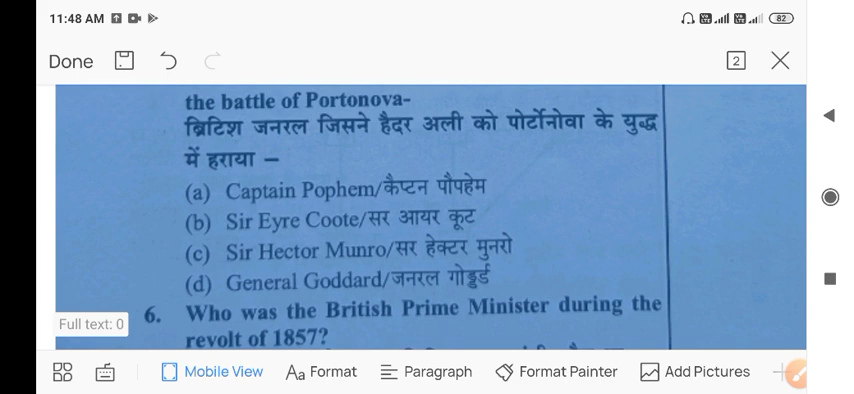 11:48 AM
82
Done
2
the battle of Portonova-
ब्रिटिश जनरल जिसने हैदर अली को पोर्टोनोवा के युद्ध
में हराया –
(a) Captain Pophem/कैप्टन पौपहेम
(b) Sir Eyre Coote/सर आयर कूट
(c) Sir Hector Munro/सर हेक्टर मुनरो
(d) General Goddard/जनरल गोड्डर्ड
6. Who was the British Prime Minister during the
revolt of 1857?
Full text: 0
Mobile View
Aa Format
Paragraph
Format Painter
Add Pictures